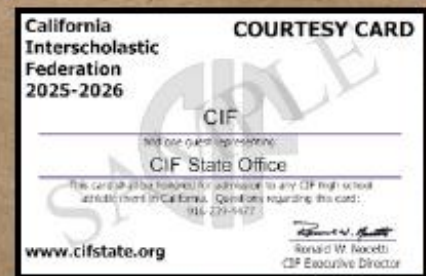 California
Interscholastic
Federation
2025-2026
COURTESY CARD
CIF
and one guest representing
CIF State Office
This card shall be honored for admission to any CIF high school
athletic event in California. Questions regarding this card:
SAMPLE
www.cifstate.org
Ronald W. Nocetti
CIF Executive Director